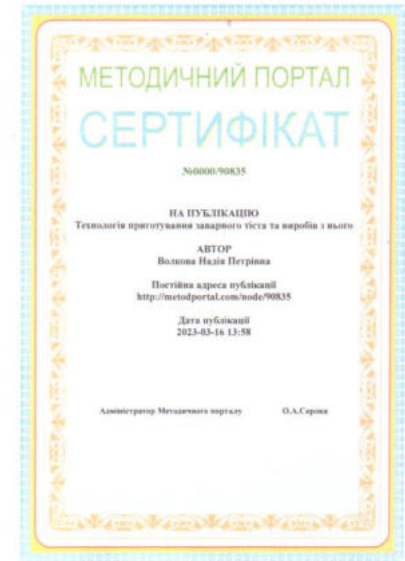 МЕТОДИЧНИЙ ПОРТАЛ
СЕРТИФІКАТ
№0000/90835
НА ПУБЛІКАЦІЮ
Технологія приготування заварного тіста та виробів з нього
АВТОР
Волкова Надія Петрівна
Постійна адреса публікації
http://metodportal.com/node/90835
Дата публікації
2023-03-16 13:58
Адміністратор Методичного порталу О.А.